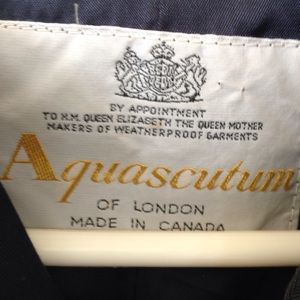 BY APPOINTMENT
TO H.M. QUEEN ELIZABETH THE QUEEN MOTHER
MAKERS OF WEATHERPROOF GARMENTS
Aquascutum
OF LONDON
MADE IN CANADA